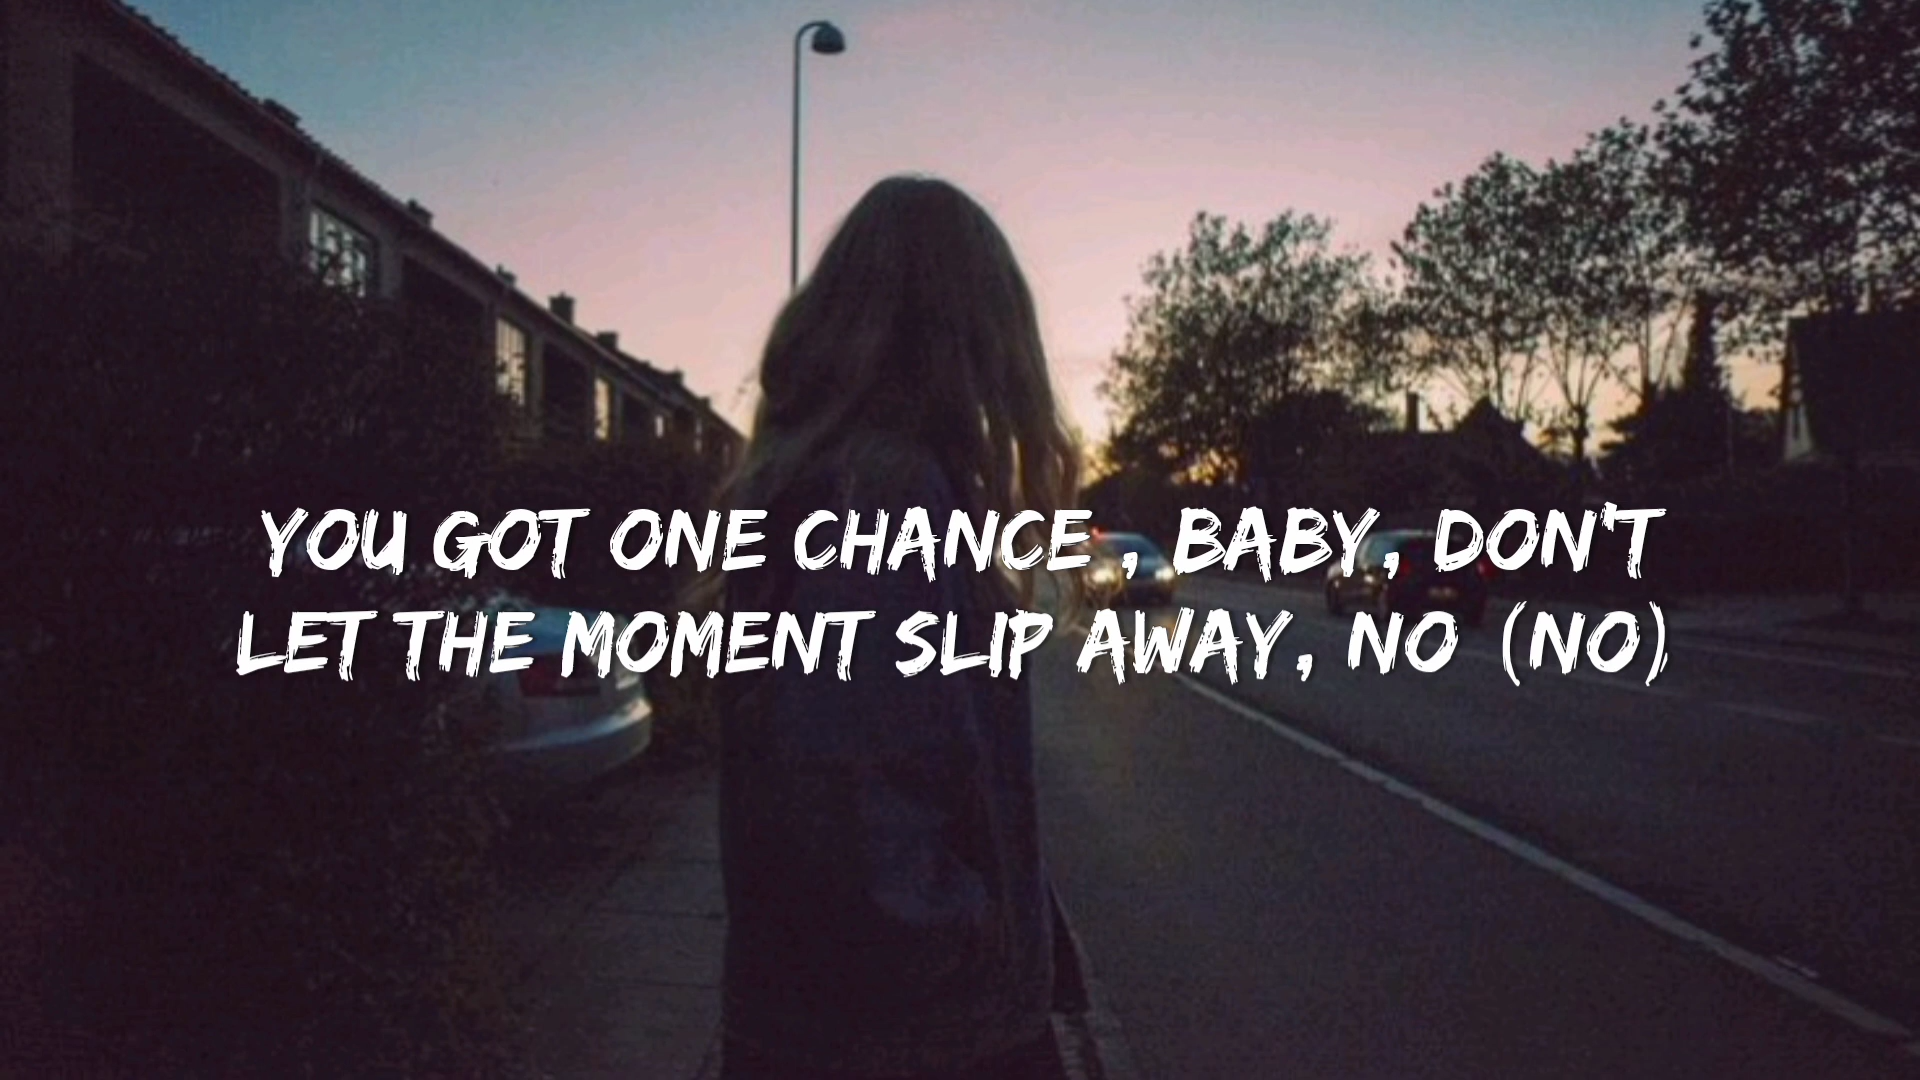 YOU GOT ONE CHANCE , BABY, DON'T
LET THE MOMENT SLIP AWAY, NO (NO)